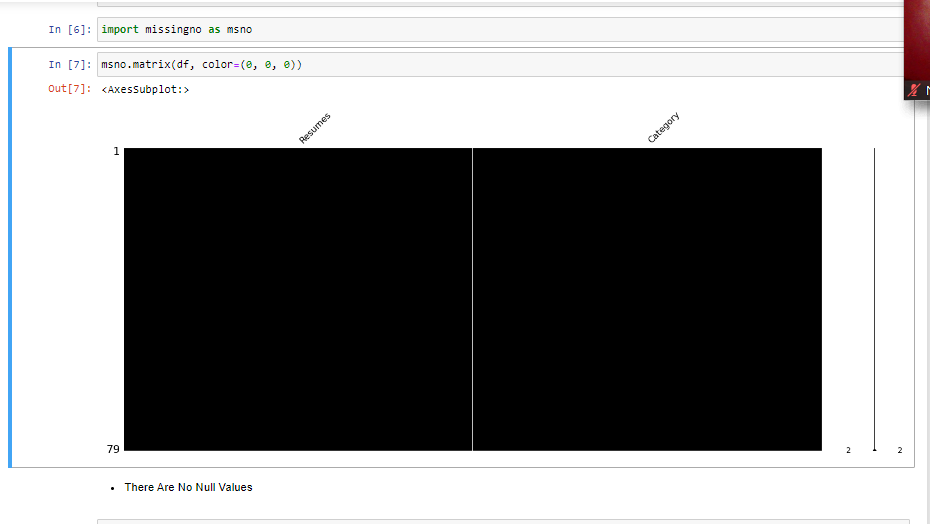 In [6]: import missingno as msno
In [7]: msno.matrix(df, color=(0, 0, 0))
Out[7]: <AxesSubplot:>
Resumes
Category
1
79
2
2
There Are No Null Values